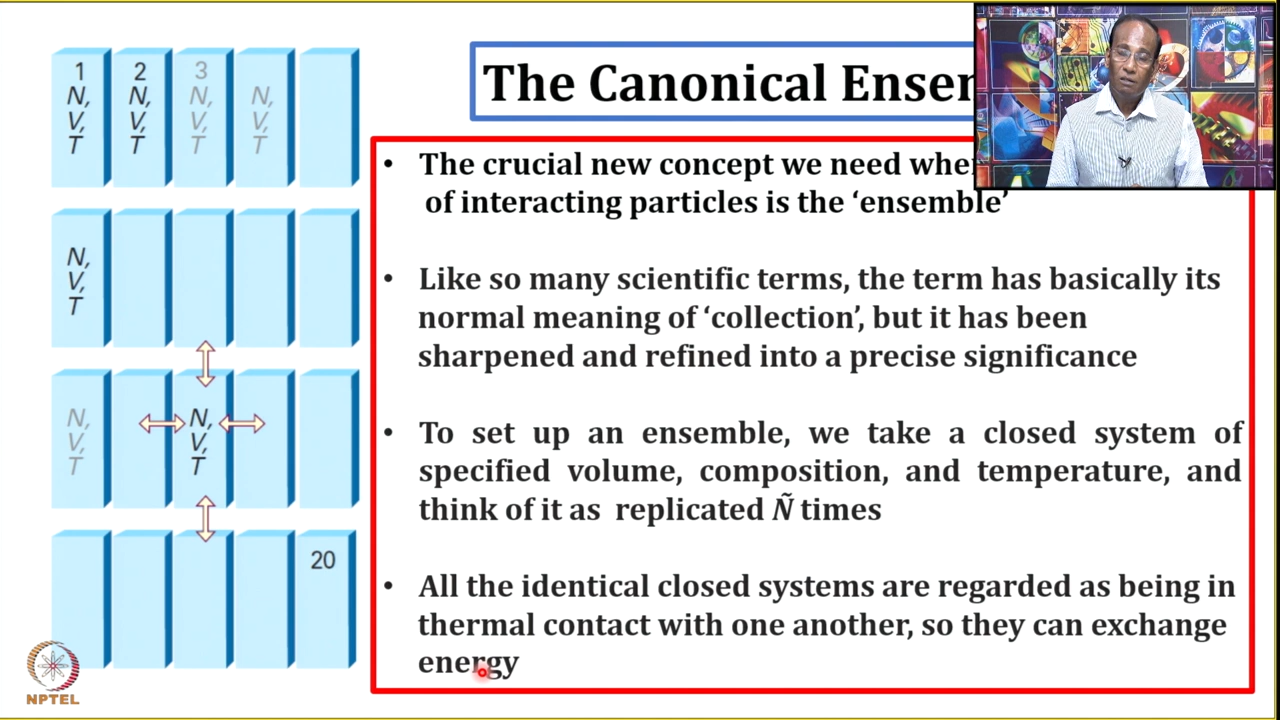 1
N,
V,
T
2
N,
V,
T
3
N,
V,
T
N,
V,
T
N,
V,
T
N,
V,
T
N,
V,
T
20
NPTEL
The Canonical
• The crucial new concept we need
of interacting particles is the ‘ensemble’
• Like so many scientific terms, the term has basically its
normal meaning of ‘collection’, but it has been
sharpened and refined into a precise significance
• To set up an ensemble, we take a closed system of
specified volume, composition, and temperature, and
think of it as replicated Ñ times
• All the identical closed systems are regarded as being in
thermal contact with one another, so they can exchange
energy